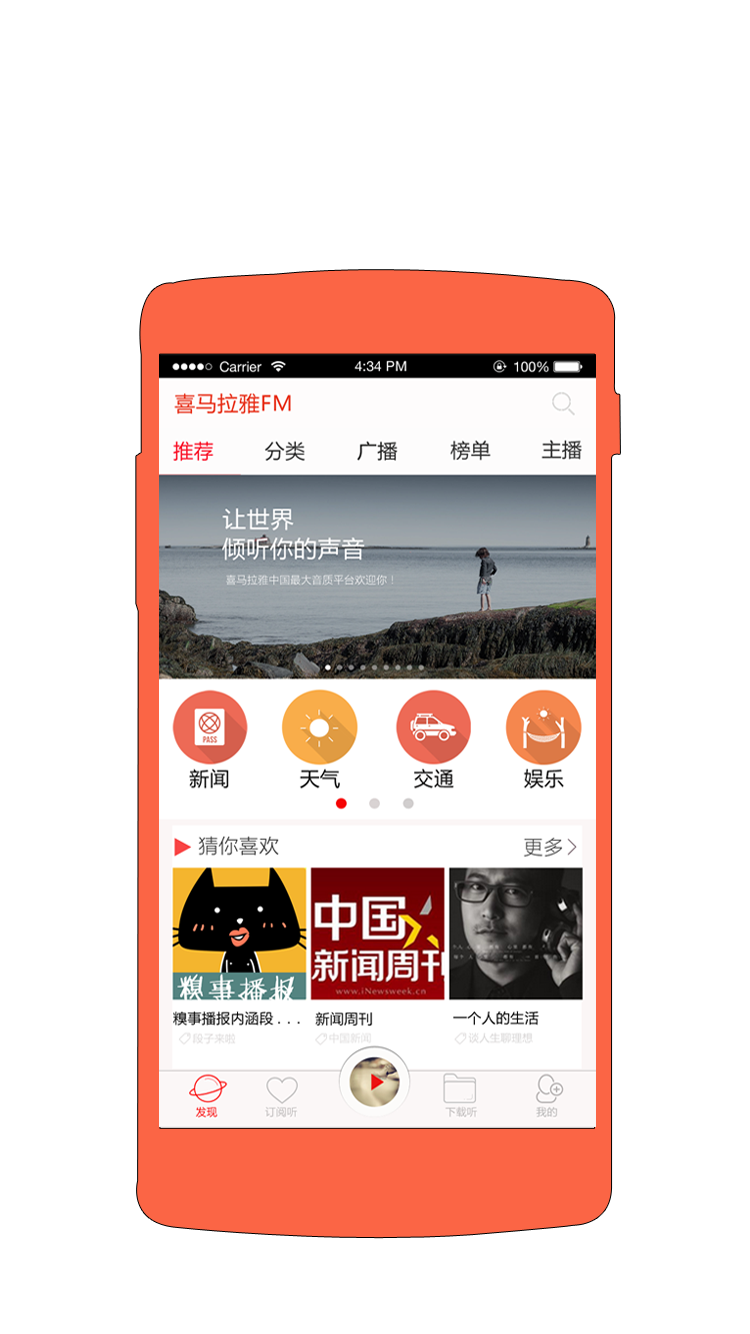 Carrier 4:34 PM 100%
喜马拉雅FM
推荐 分类 广播 榜单 主播
让世界
倾听你的声音
喜马拉雅中国最大音质平台欢迎你！
PASS
新闻 天气 交通 娱乐
猜你喜欢 更多
中国
新闻周刊
www.iNewsweek.cn
糗事播报
糗事播报内涵段... 新闻周刊 一个人的生活
段子来啦 中国新闻 谈人生聊理想
发现 订阅听 下载听 我的